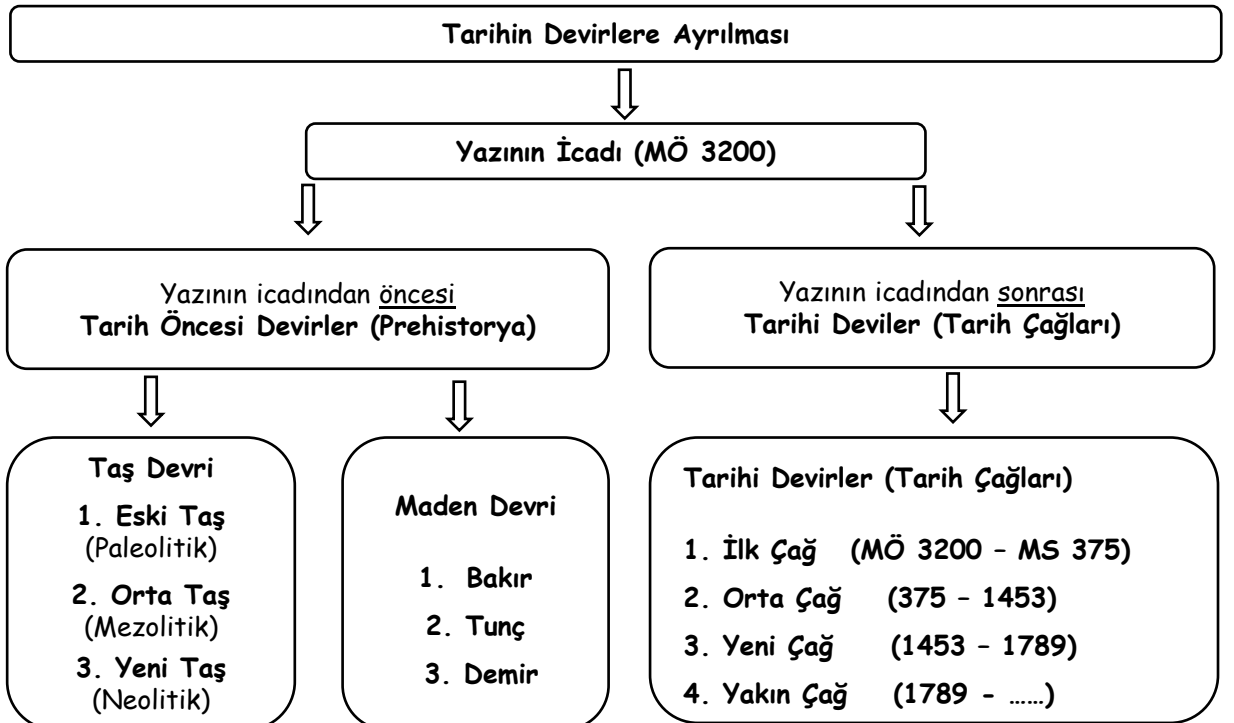 Tarihin Devirlere Ayrılması
Yazının İcadı (MÖ 3200)
Yazının icadından öncesi
Tarih Öncesi Devirler (Prehistorya)
Yazının icadından sonrası
Tarihi Deviler (Tarih Çağları)
Taş Devri
1. Eski Taş
(Paleolitik)
2. Orta Taş
(Mezolitik)
3. Yeni Taş
(Neolitik)
Maden Devri
1. Bakır
2. Tunç
3. Demir
Tarihi Devirler (Tarih Çağları)
1. İlk Çağ (MÖ 3200 – MS 375)
2. Orta Çağ (375 – 1453)
3. Yeni Çağ (1453 – 1789)
4. Yakın Çağ (1789 - ……)